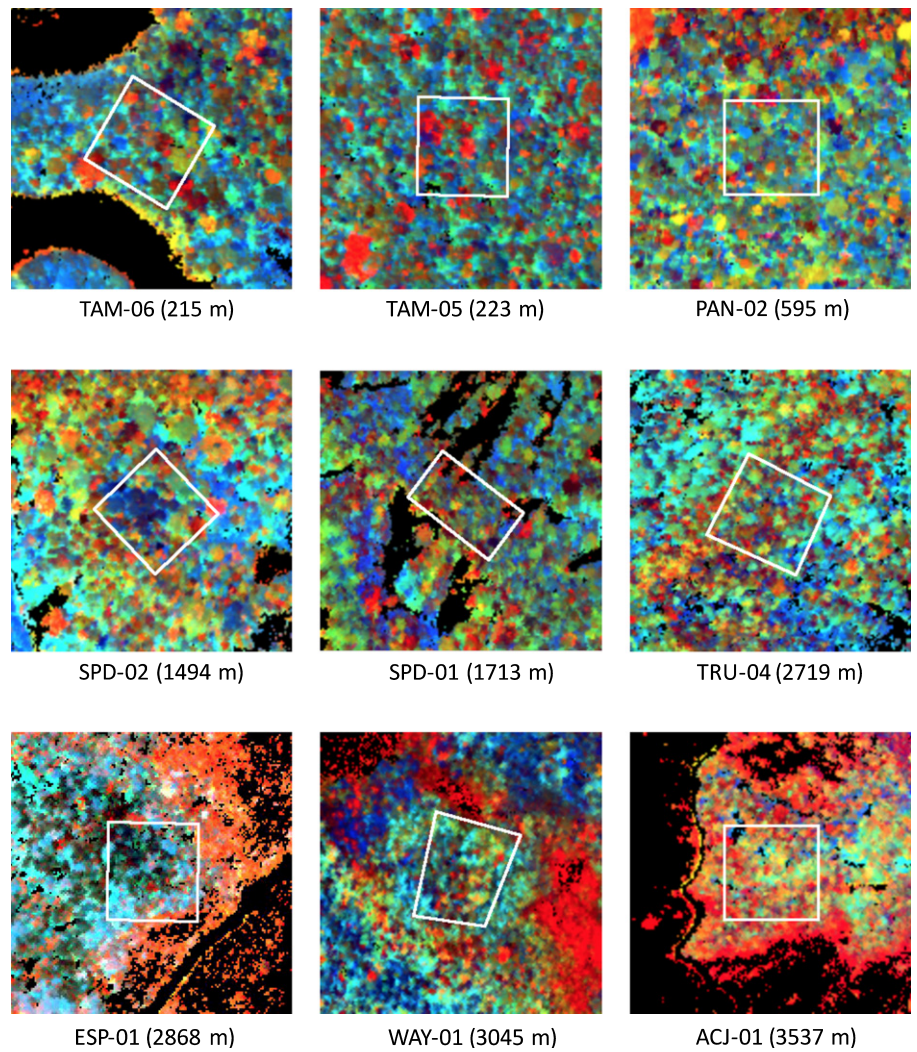 TAM-06 (215 m)
TAM-05 (223 m)
PAN-02 (595 m)
SPD-02 (1494 m)
SPD-01 (1713 m)
TRU-04 (2719 m)
ESP-01 (2868 m)
WAY-01 (3045 m)
ACJ-01 (3537 m)